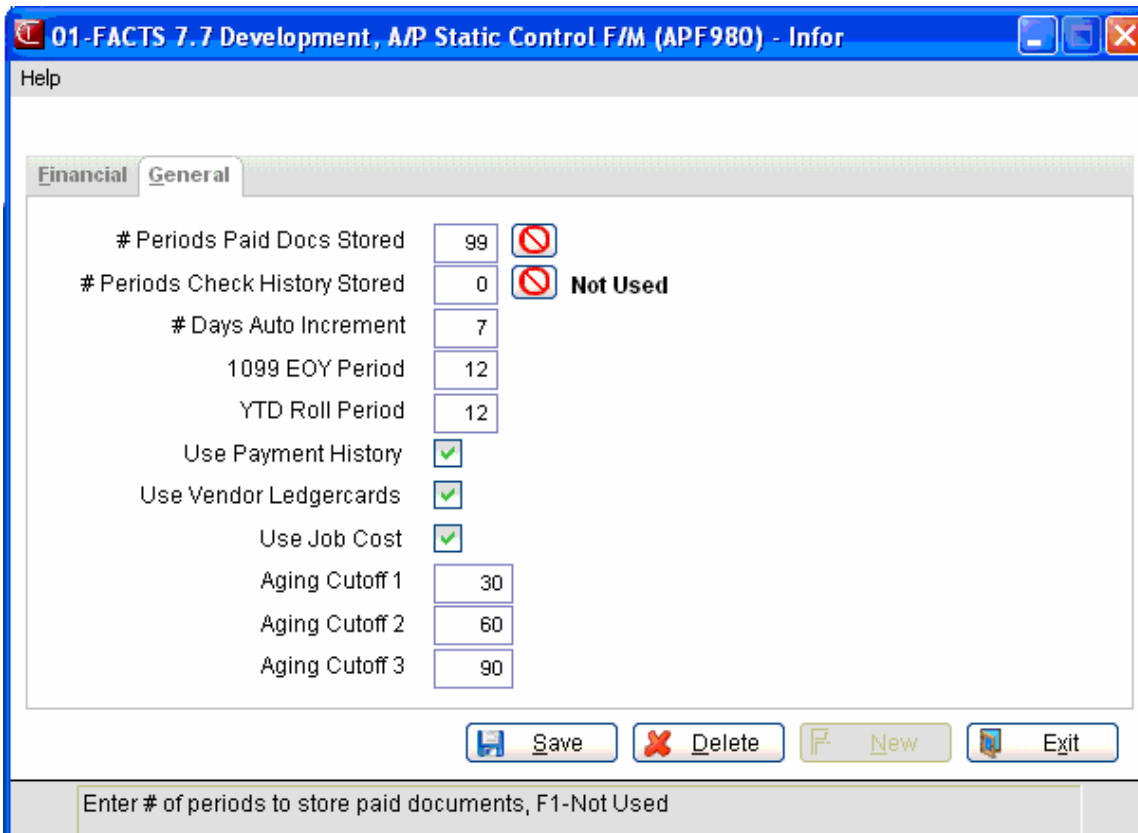 01-FACTS 7.7 Development, A/P Static Control F/M (APF980) - Infor
Help
Financial General
# Periods Paid Docs Stored 99
# Periods Check History Stored 0 Not Used
# Days Auto Increment 7
1099 EOY Period 12
YTD Roll Period 12
Use Payment History
Use Vendor Ledgercards
Use Job Cost
Aging Cutoff 1 30
Aging Cutoff 2 60
Aging Cutoff 3 90
Save Delete New Exit
Enter # of periods to store paid documents, F1-Not Used